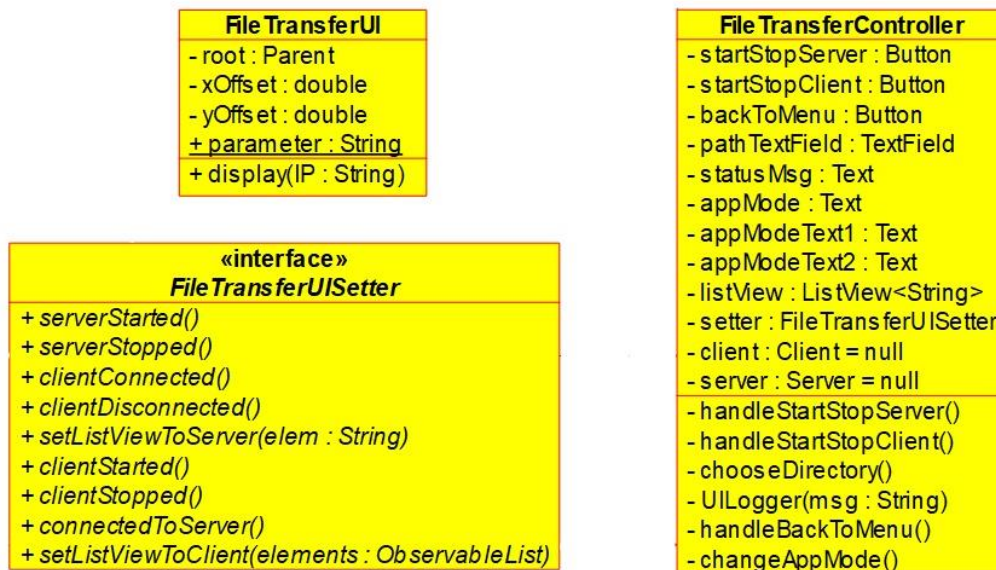 FileTransferUI
- root : Parent
- xOffset : double
- yOffset : double
+ parameter : String
+ display(IP : String)
«interface»
FileTransferUISetter
+ serverStarted()
+ serverStopped()
+ clientConnected()
+ clientDisconnected()
+ setListViewToServer(elem : String)
+ clientStarted()
+ clientStopped()
+ connectedToServer()
+ setListViewToClient(elements : ObservableList)
FileTransferController
- startStopServer : Button
- startStopClient : Button
- backToMenu : Button
- pathTextField : TextField
- statusMsg : Text
- appMode : Text
- appModeText1 : Text
- appModeText2 : Text
- listView : ListView<String>
- setter : FileTransferUISetter
- client : Client = null
- server : Server = null
- handleStartStopServer()
- handleStartStopClient()
- chooseDirectory()
- UILogger(msg : String)
- handleBackToMenu()
- changeAppMode()